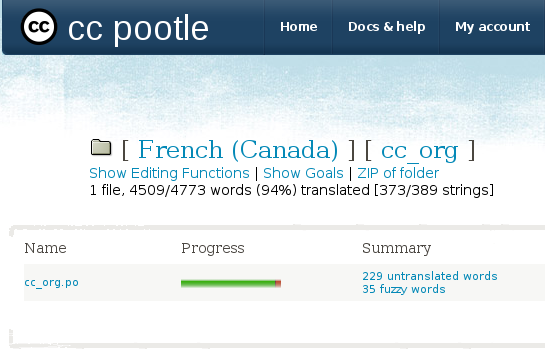 cc cc pootle Home Docs & help My account
[ French (Canada) ] [ cc_org ]
Show Editing Functions | Show Goals | ZIP of folder
1 file, 4509/4773 words (94%) translated [373/389 strings]
Name Progress Summary
cc_org.po 229 untranslated words
35 fuzzy words